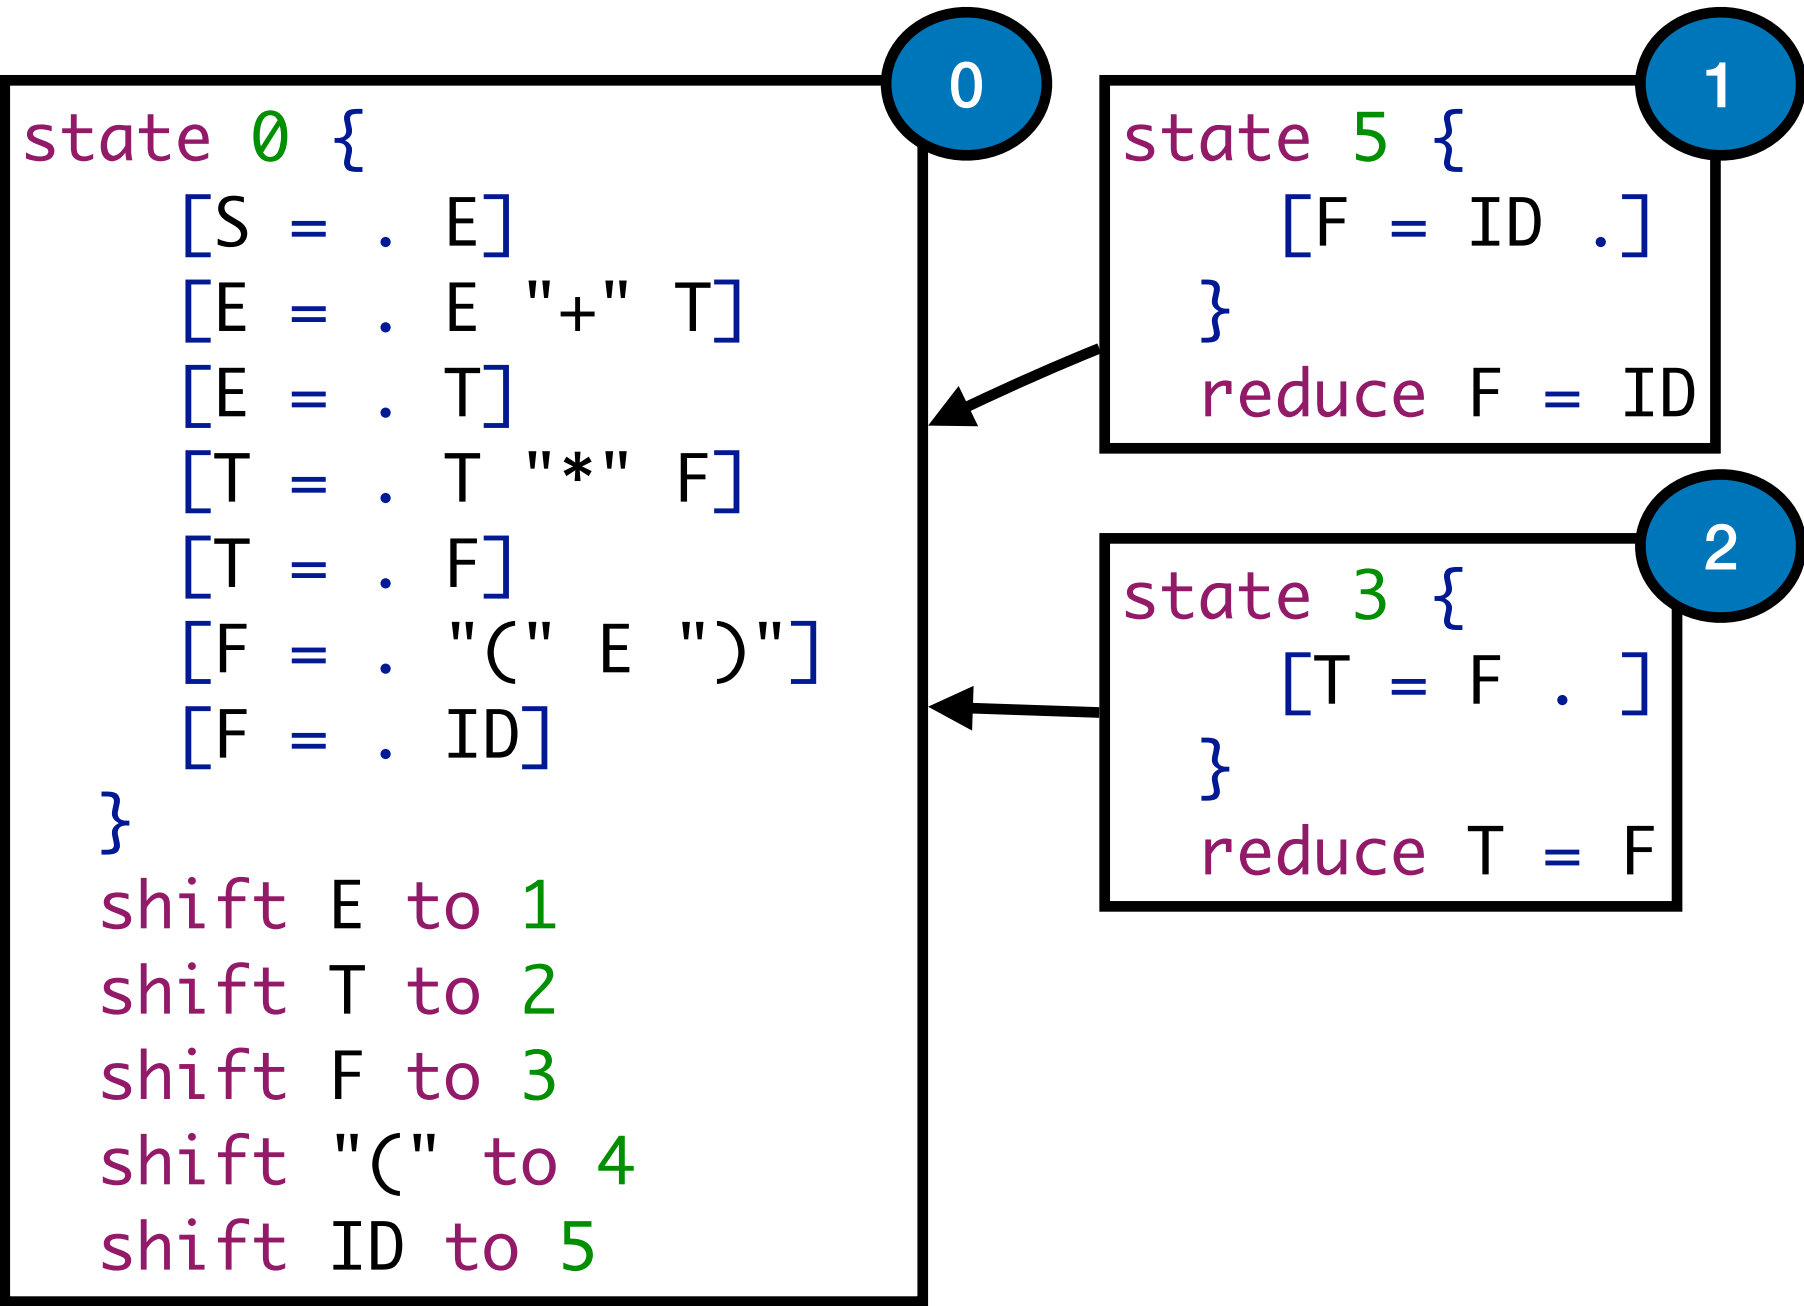 0
state 0 {
[S = . E]
[E = . E "+" T]
[E = . T]
[T = . T "*" F]
[T = . F]
[F = . "(" E ")"]
[F = . ID]
}
shift E to 1
shift T to 2
shift F to 3
shift "(" to 4
shift ID to 5
1
state 5 {
[F = ID .]
}
reduce F = ID
2
state 3 {
[T = F . ]
}
reduce T = F